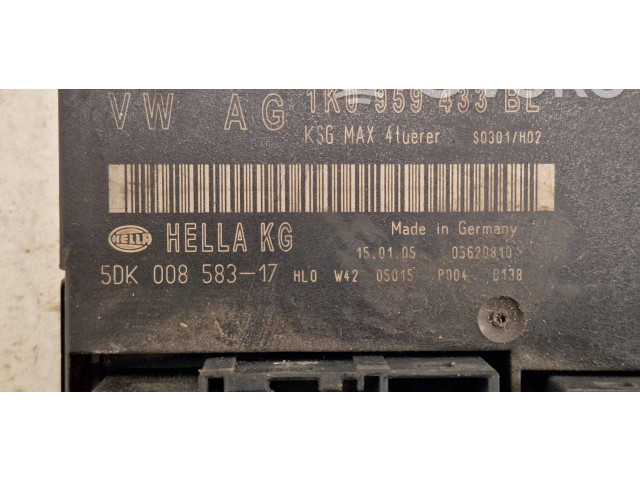 VW AG 1K0 959 433 BL
KSG MAX 4tuerer S0301/H02
Made in Germany
HELLA HELLA KG
15.01.05 05620810
5DK 008 583-17 HL0 W42 05015 P004 0138